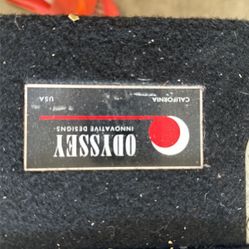 ODYSSEY
INNOVATIVE DESIGNS
CALIFORNIA
USA